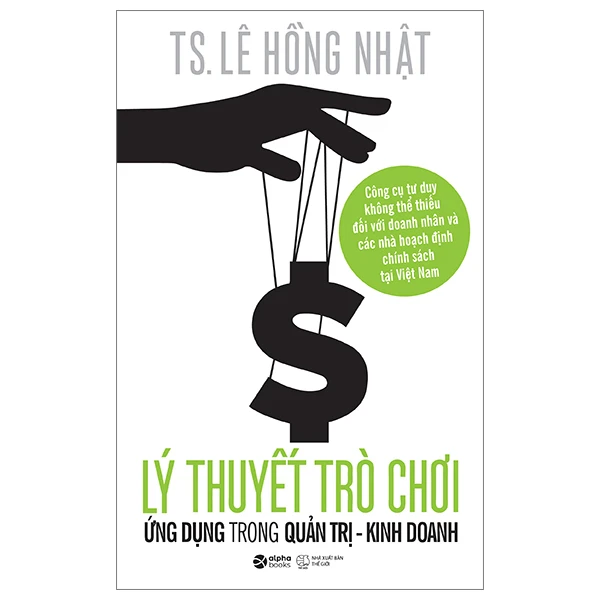 TS. LÊ HỒNG NHẬT
Công cụ tư duy
không thể thiếu
đối với doanh nhân và
các nhà hoạch định
chính sách
tại Việt Nam
$
LÝ THUYẾT TRÒ CHƠI
ỨNG DỤNG TRONG QUẢN TRỊ - KINH DOANH
alpha
books
NHÀ XUẤT BẢN
THẾ GIỚI